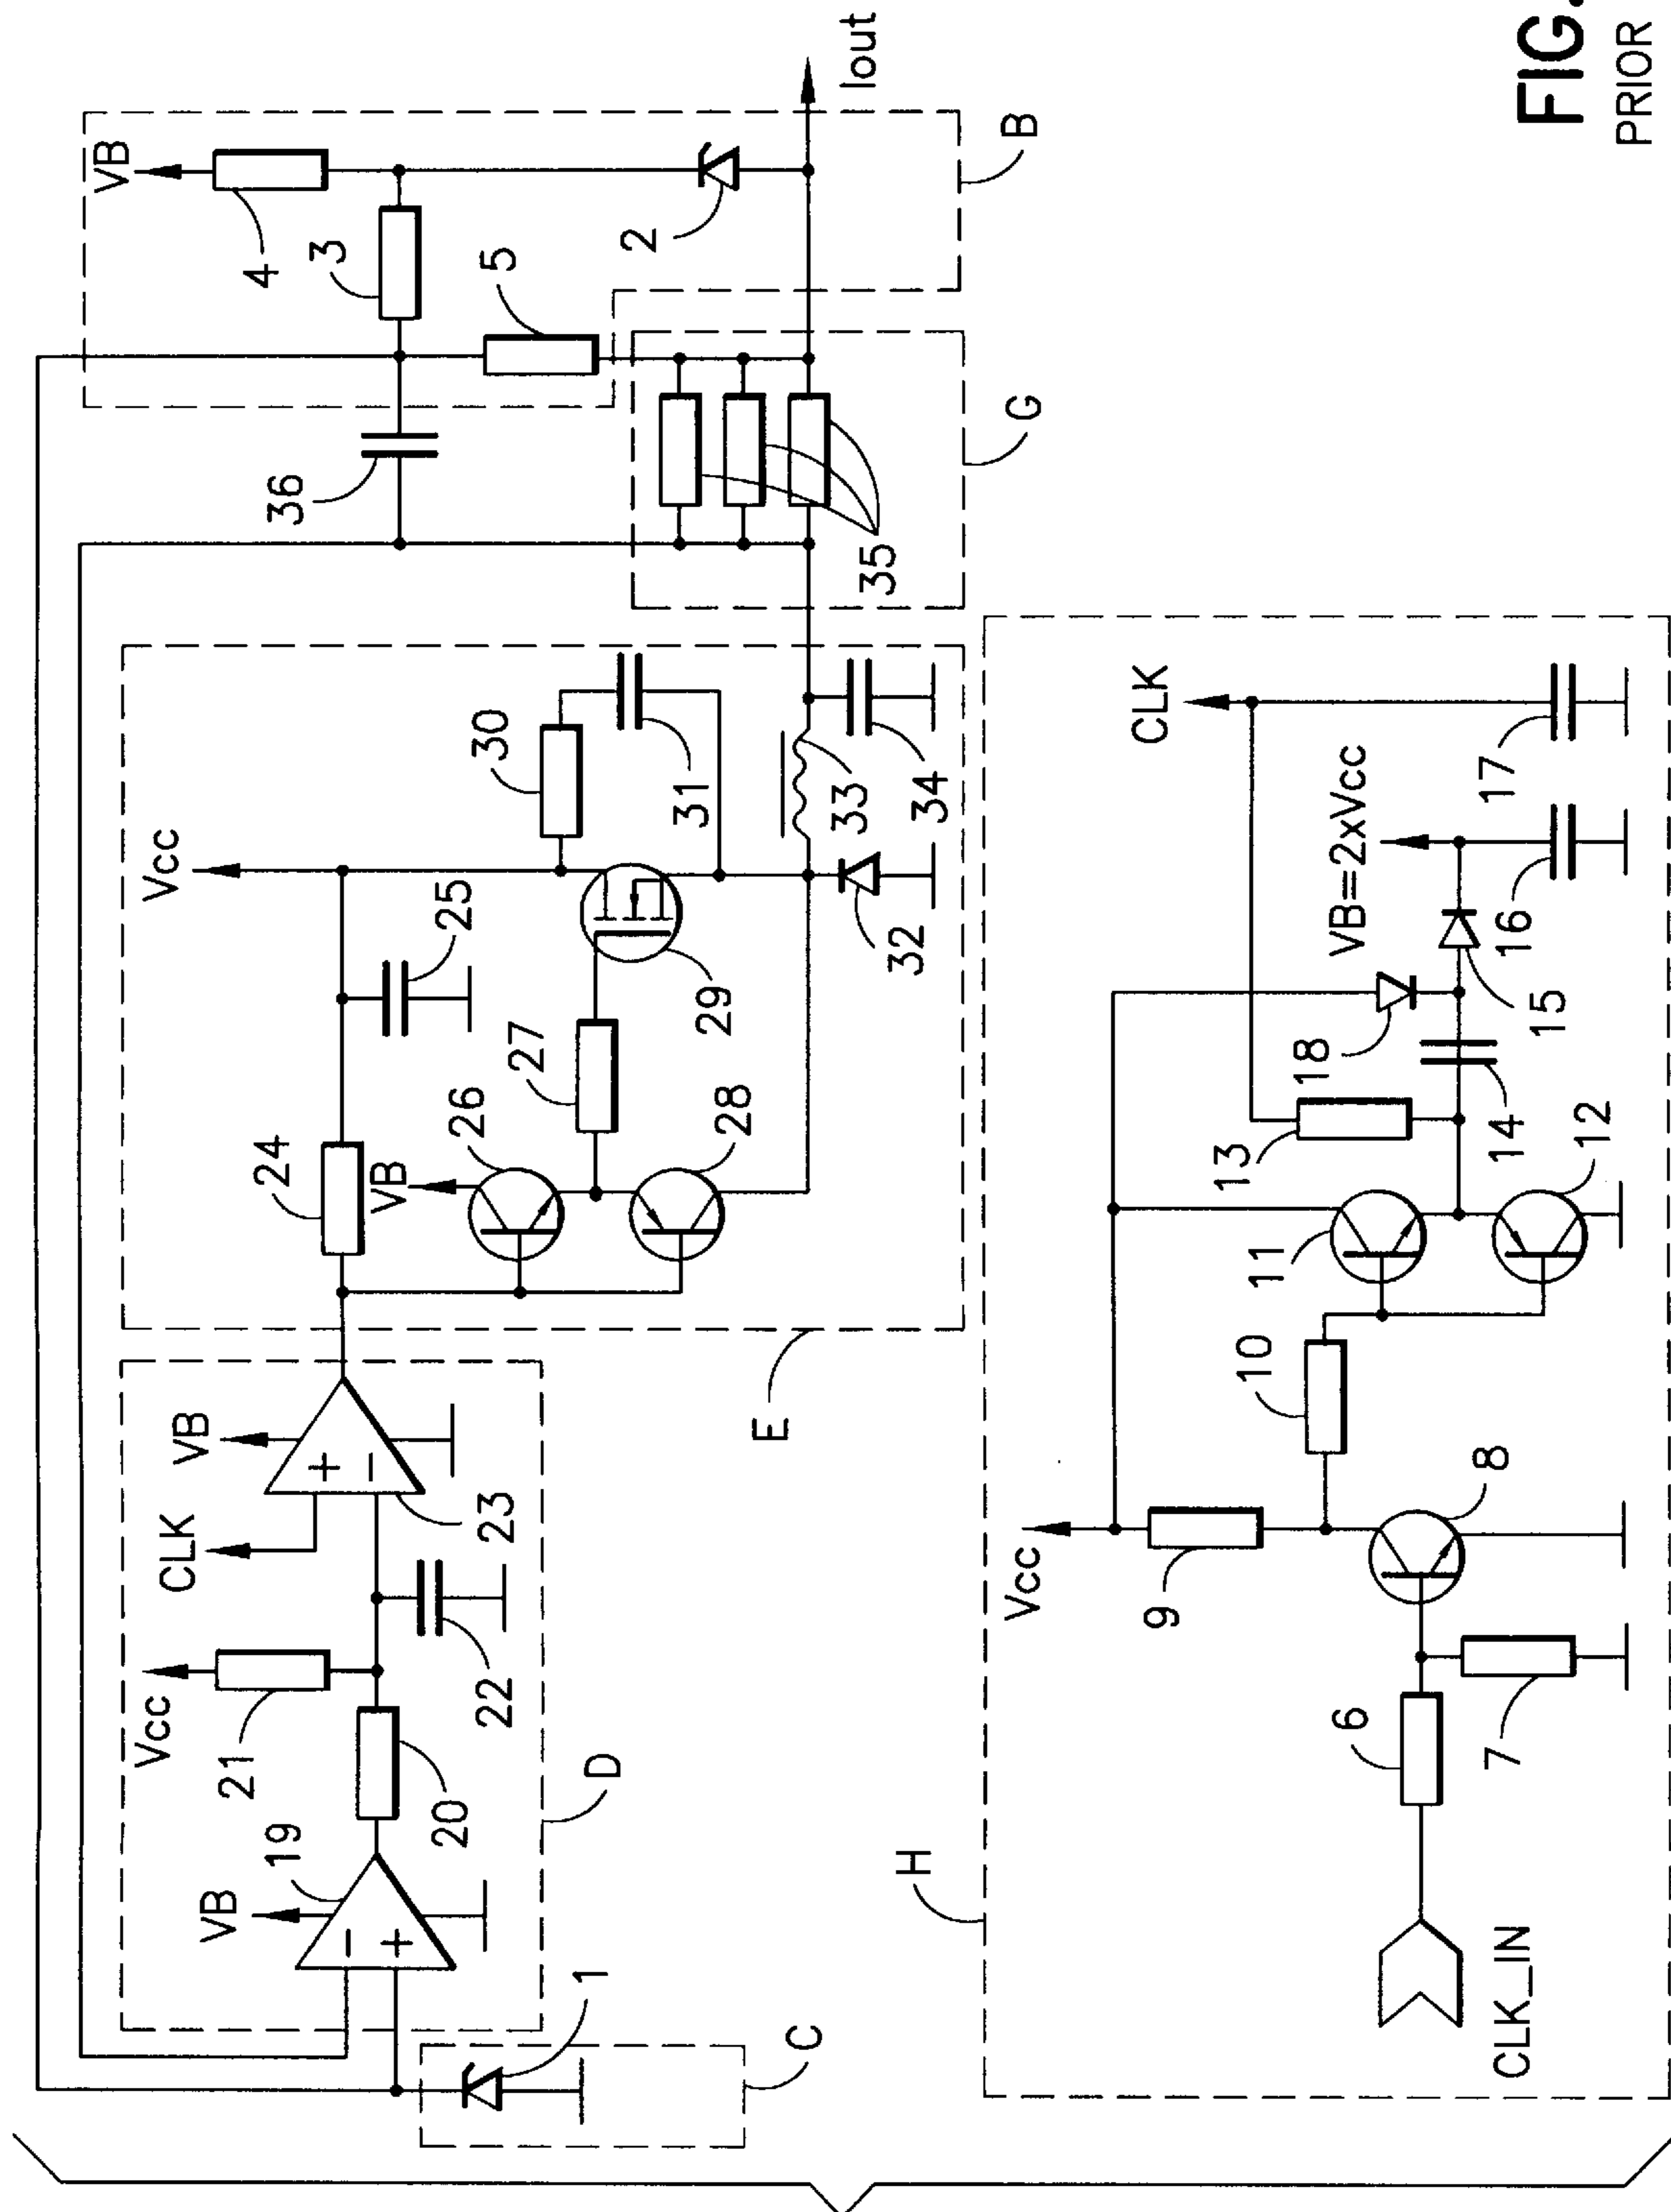 1
C
VB
19
20
Vcc
21
22
D
CLK
VB
23
24
25
Vcc
VB
26
27
28
29
30
31
32
33
34
E
36
35
G
VB
4
3
5
2
B
Iout
H
CLK_IN
6
7
8
Vcc
9
10
11
12
13
14
18
15
VB=2xVcc
16
CLK
17
FIG.
PRIOR